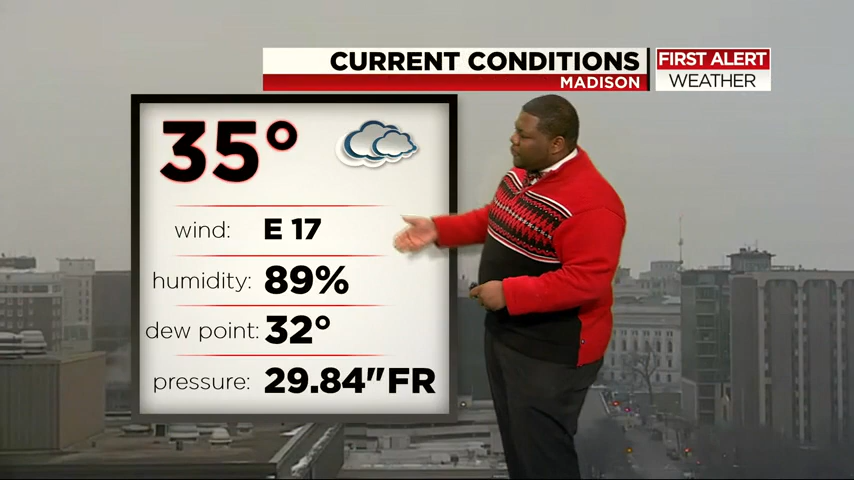 CURRENT CONDITIONS
MADISON
FIRST ALERT
WEATHER
35°
wind: E 17
humidity: 89%
dew point: 32°
pressure: 29.84" FR